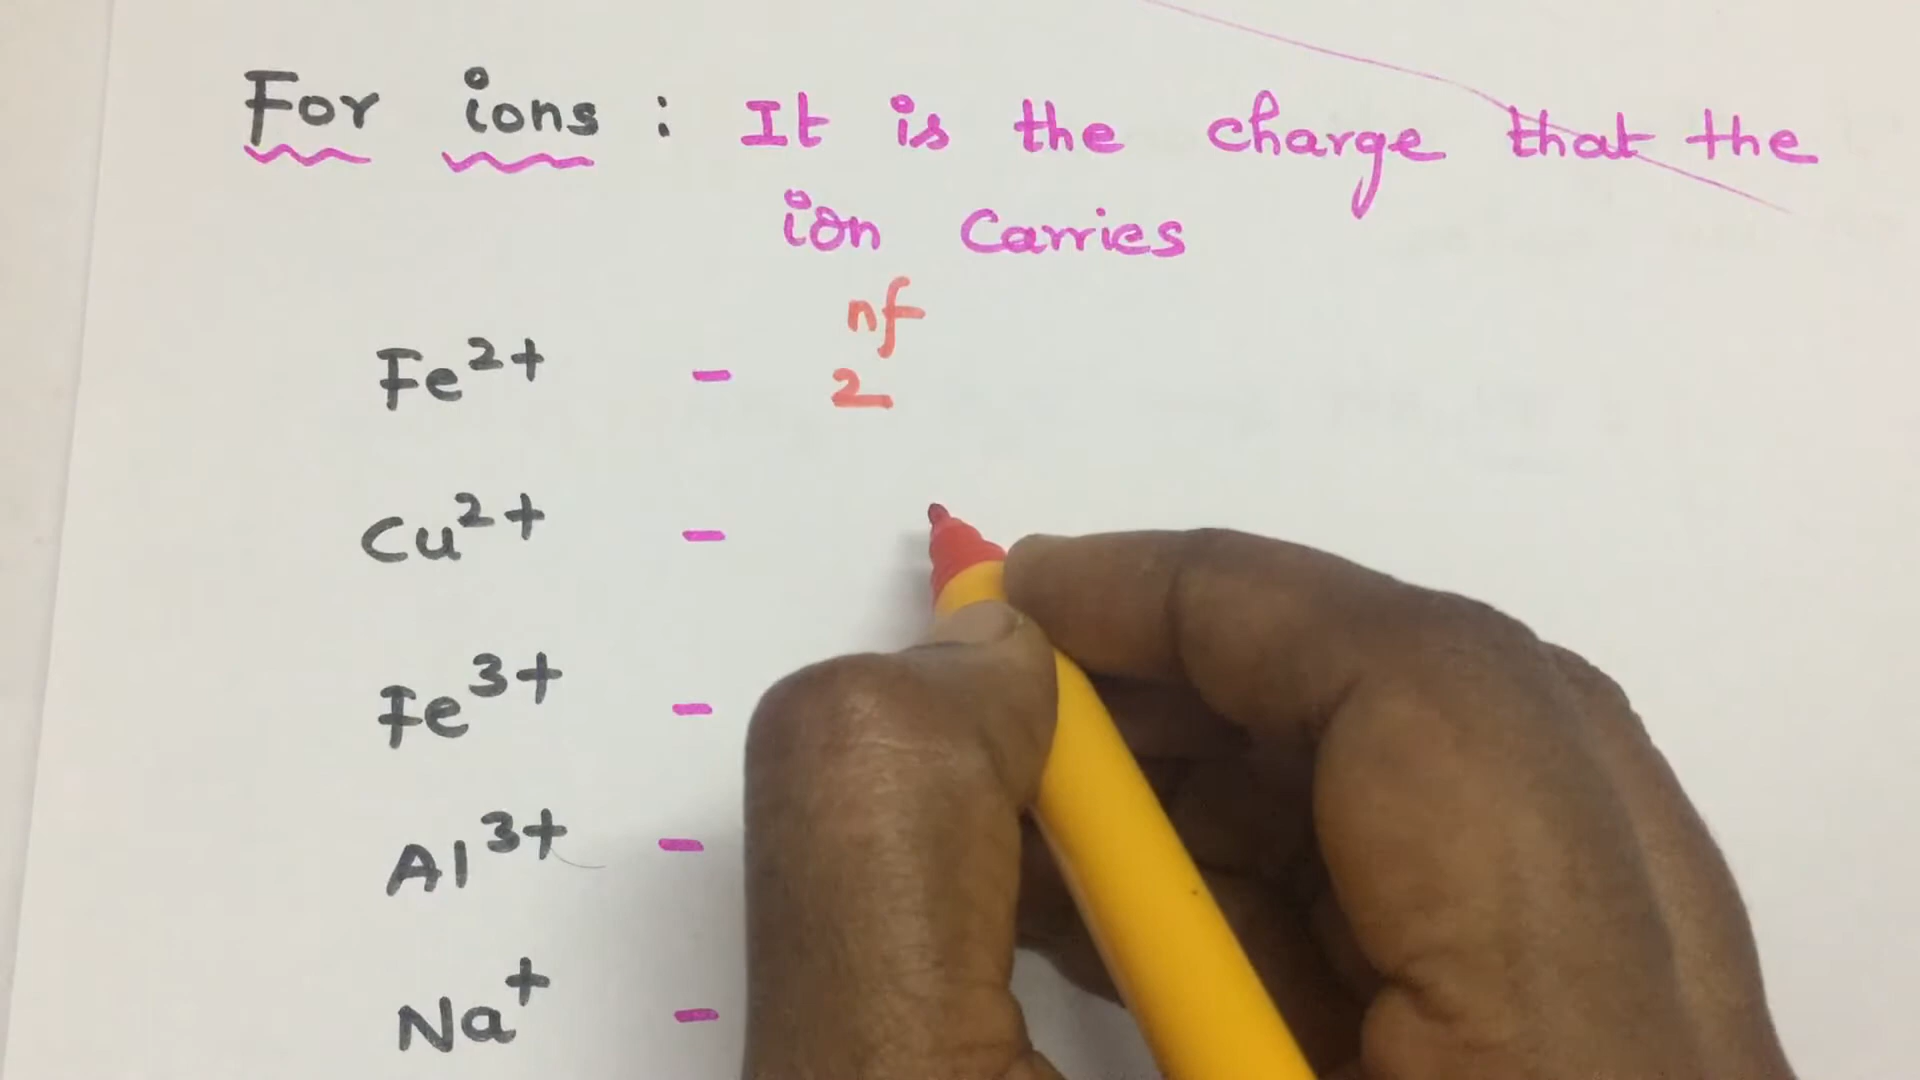 For ions : It is the charge that the
ion carries
nf
Fe²⁺ - 2
Cu²⁺ -
Fe³⁺ -
Al³⁺ -
Na⁺ -